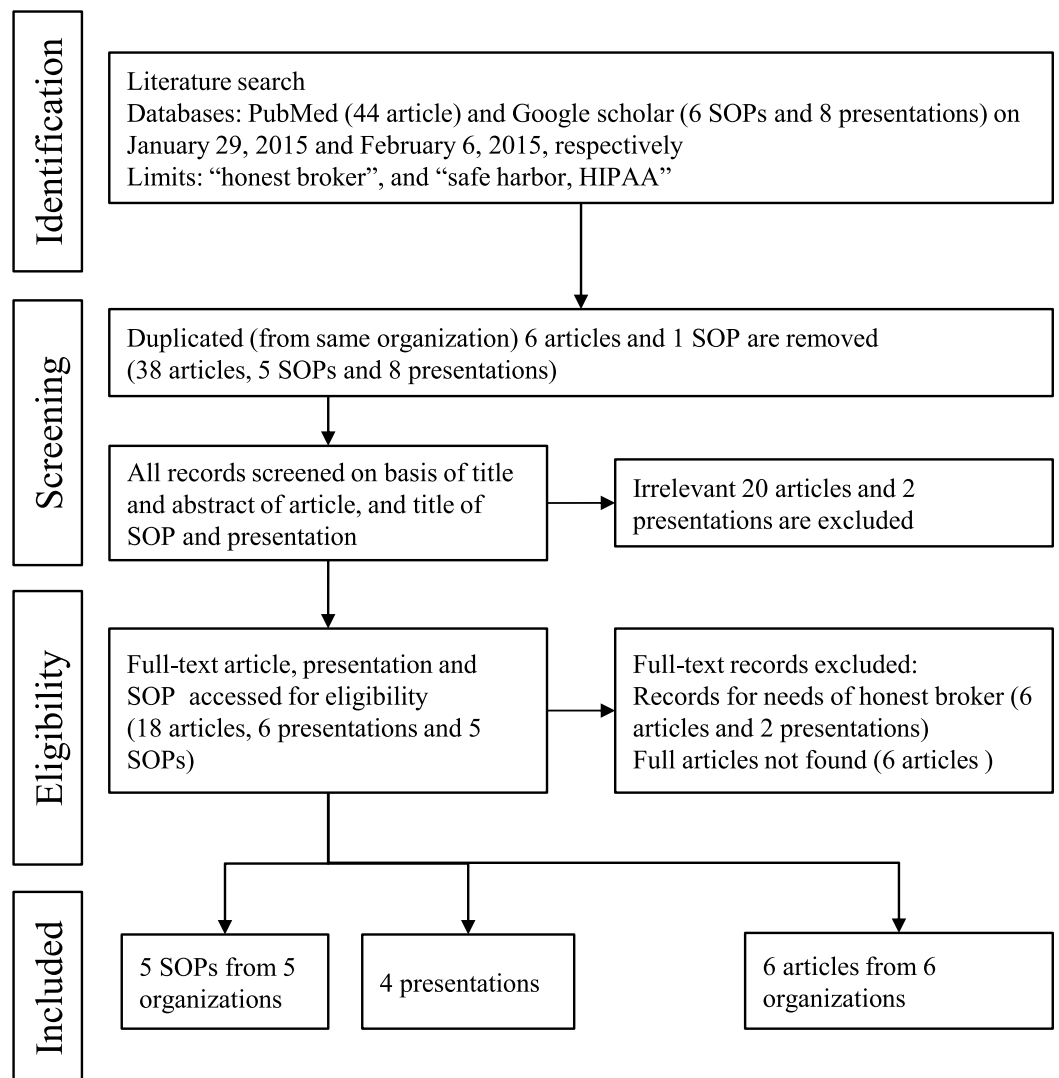 Identification
Literature search
Databases: PubMed (44 article) and Google scholar (6 SOPs and 8 presentations) on
January 29, 2015 and February 6, 2015, respectively
Limits: “honest broker”, and “safe harbor, HIPAA”
Screening
Duplicated (from same organization) 6 articles and 1 SOP are removed
(38 articles, 5 SOPs and 8 presentations)
All records screened on basis of title
and abstract of article, and title of
SOP and presentation
Irrelevant 20 articles and 2
presentations are excluded
Eligibility
Full-text article, presentation and
SOP accessed for eligibility
(18 articles, 6 presentations and 5
SOPs)
Full-text records excluded:
Records for needs of honest broker (6
articles and 2 presentations)
Full articles not found (6 articles )
Included
5 SOPs from 5
organizations
4 presentations
6 articles from 6
organizations